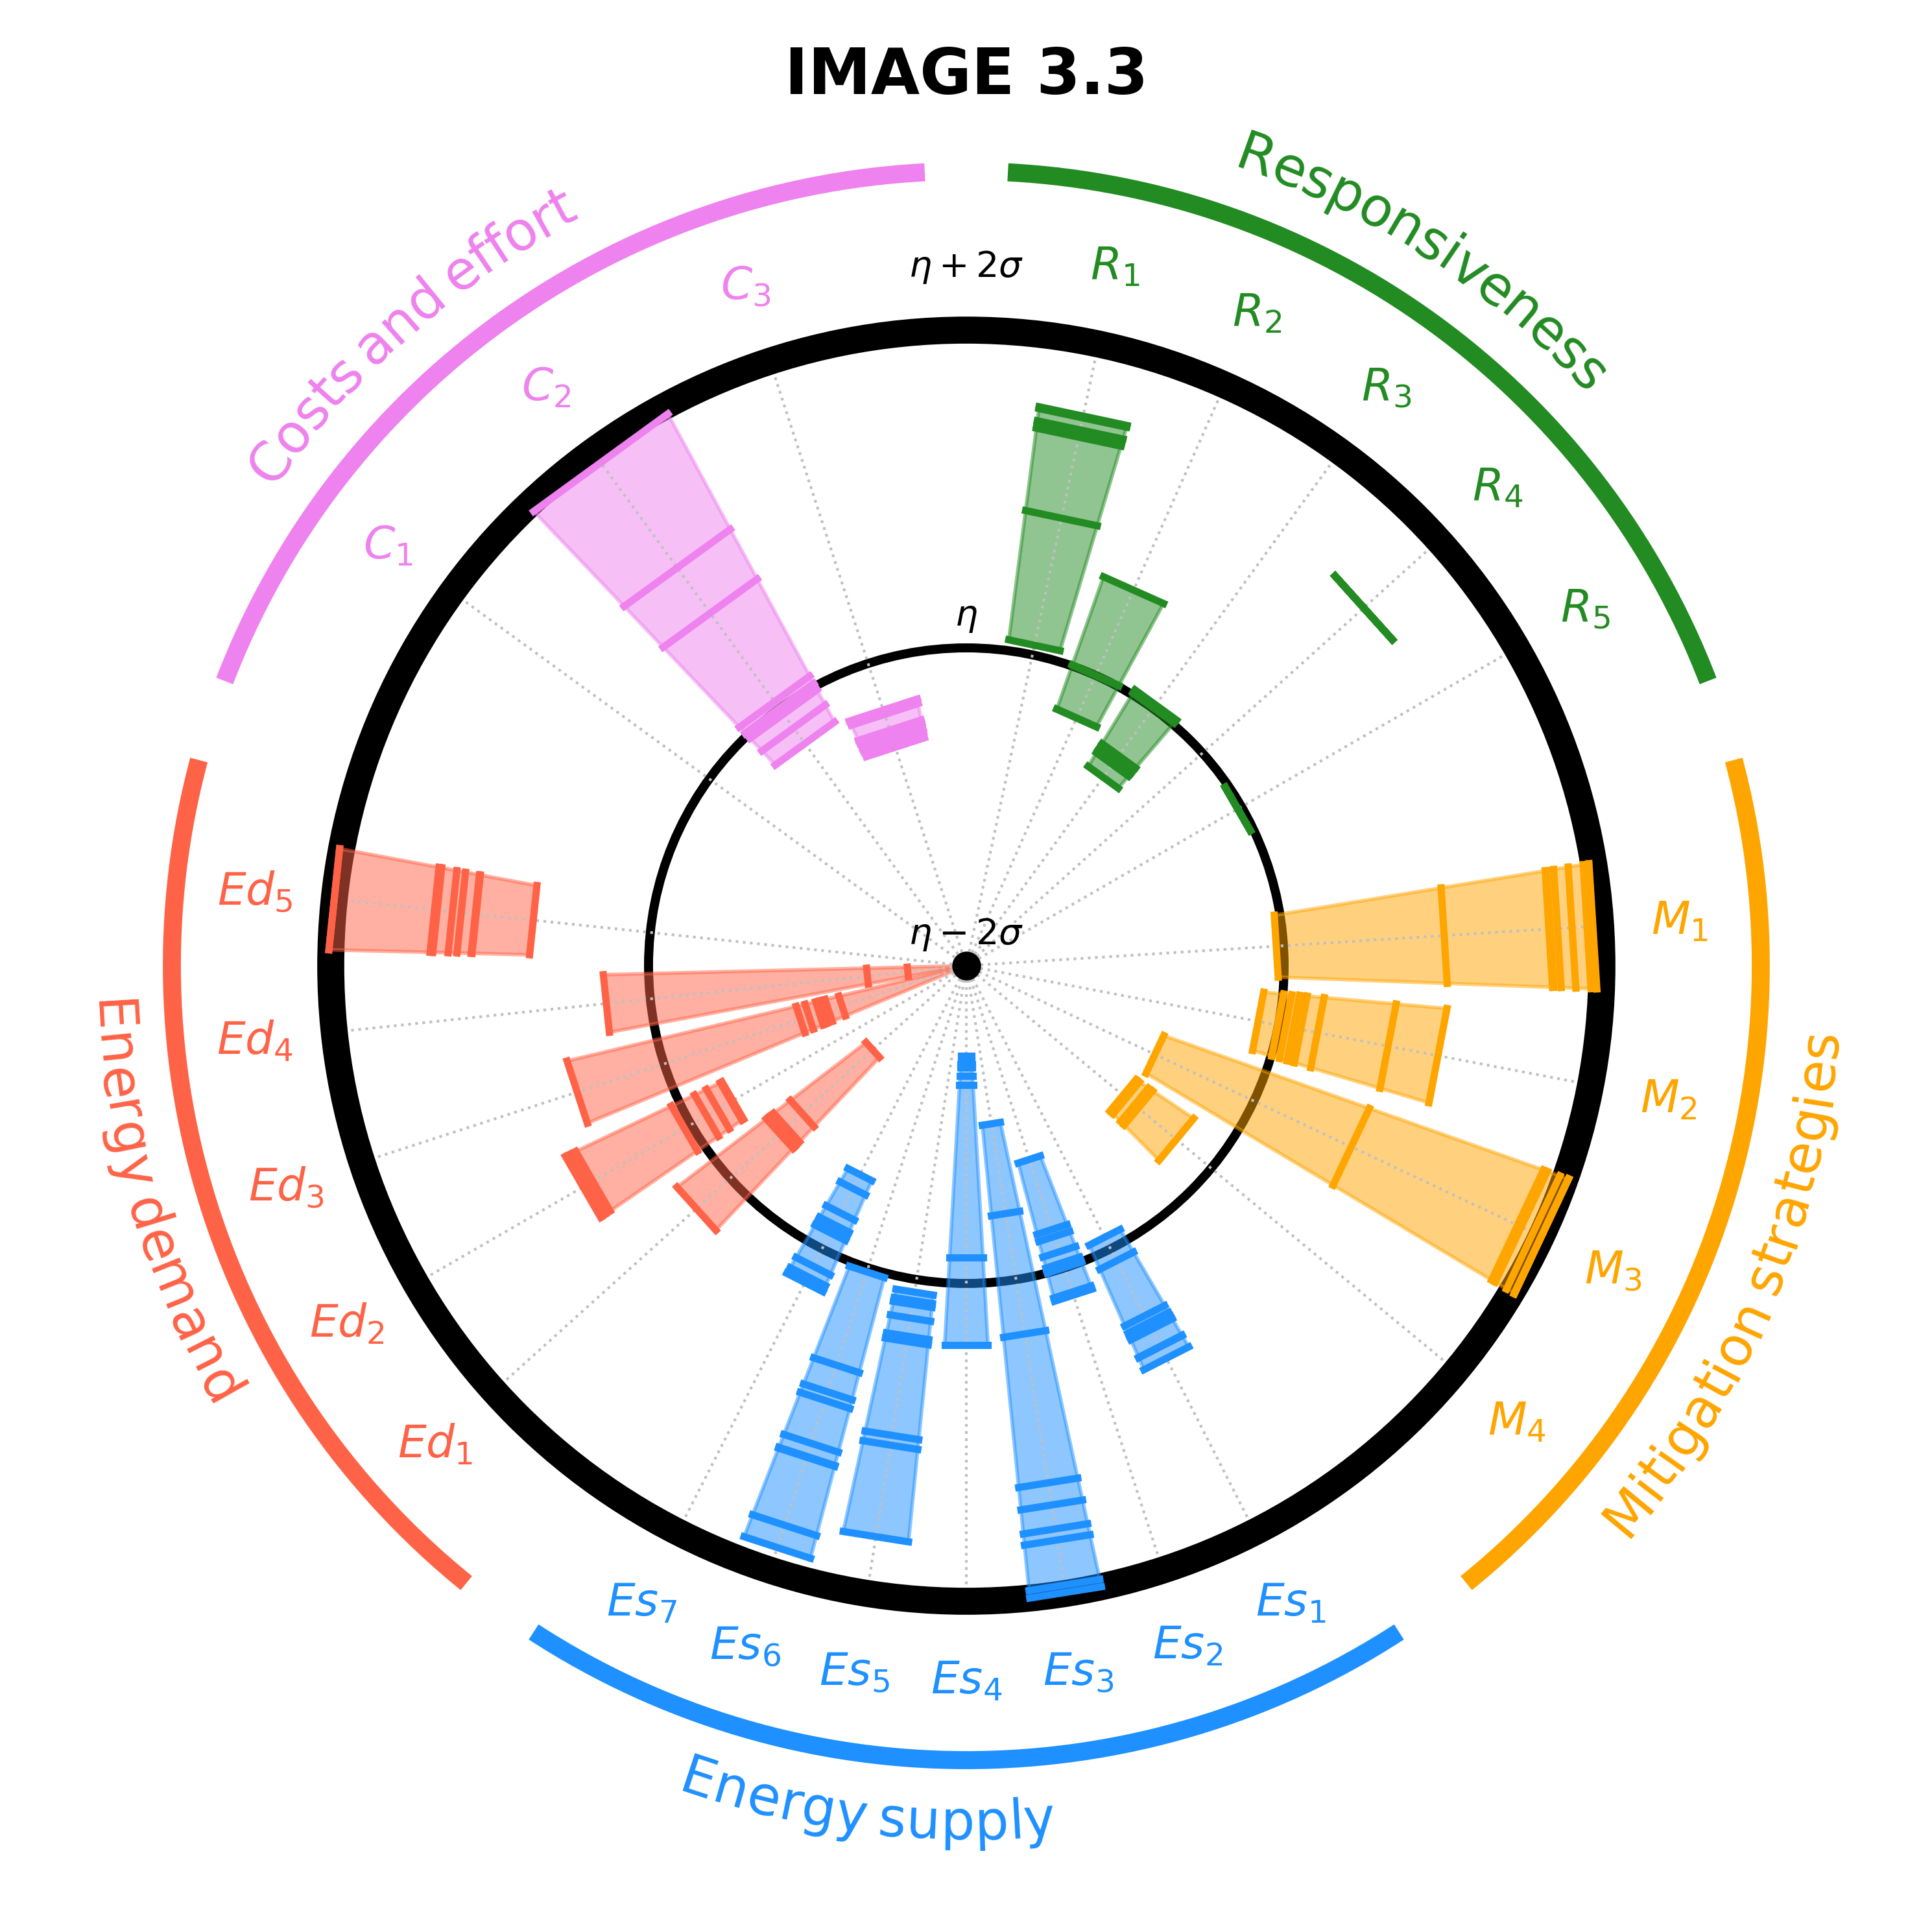 IMAGE 3.3
Responsiveness
Costs and effort
η + 2σ
R₁
C₃
R₂
C₂
R₃
R₄
C₁
R₅
η
Ed₅
M₁
η − 2σ
Ed₄
M₂
Ed₃
M₃
Ed₂
M₄
Ed₁
Energy demand
Mitigation strategies
Es₇
Es₆
Es₅
Es₄
Es₃
Es₂
Es₁
Energy supply